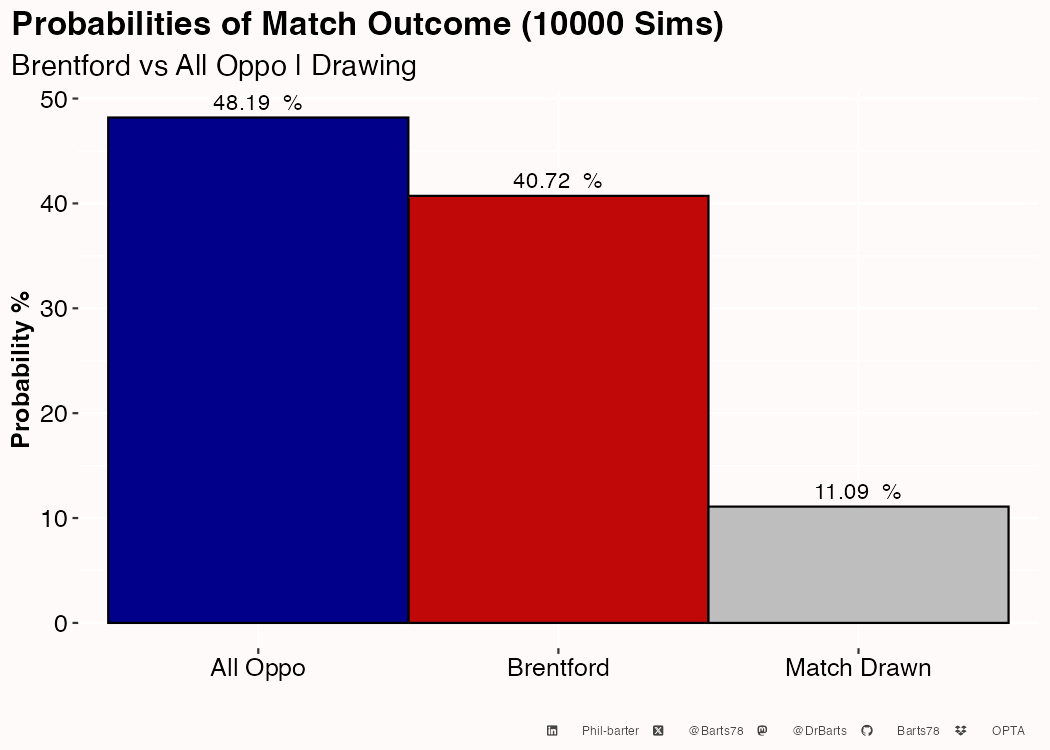 Probabilities of Match Outcome (10000 Sims)
Brentford vs All Oppo | Drawing
50
48.19 %
40.72 %
40
30
Probability %
20
11.09 %
10
0
All Oppo Brentford Match Drawn
Phil-barter @Barts78 @DrBarts Barts78 OPTA